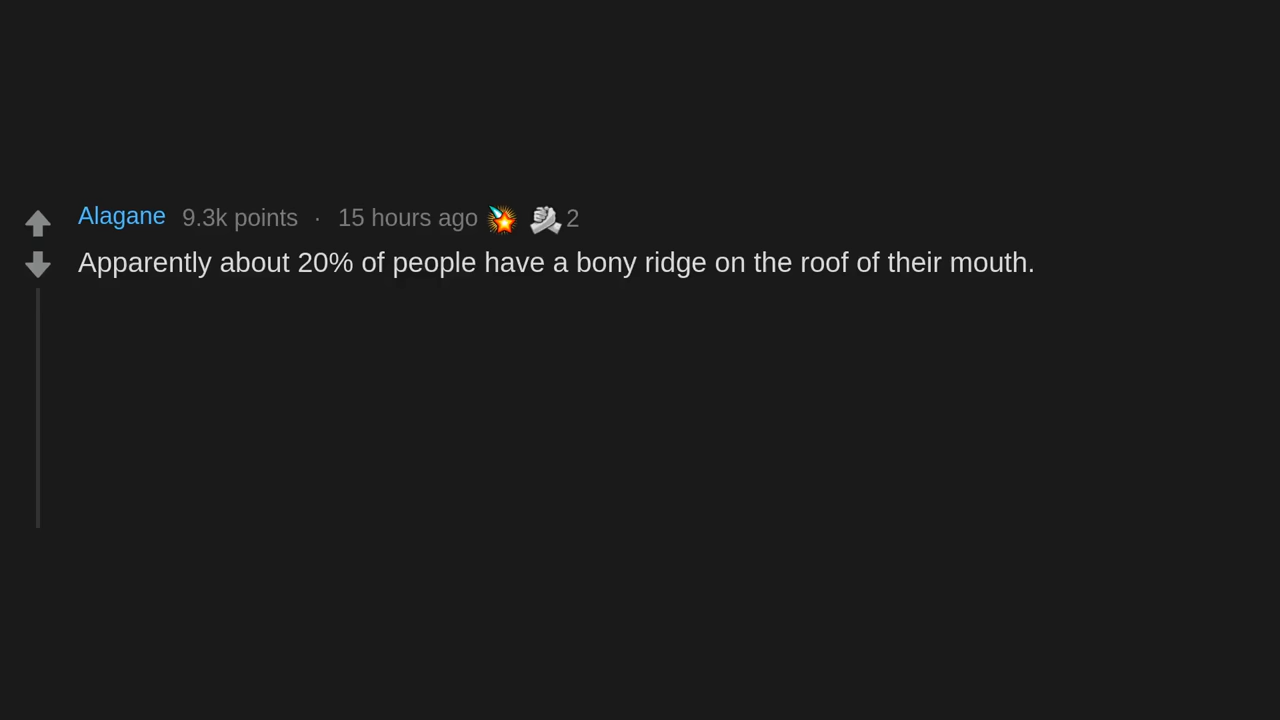 Alagane 9.3k points · 15 hours ago 2
Apparently about 20% of people have a bony ridge on the roof of their mouth.